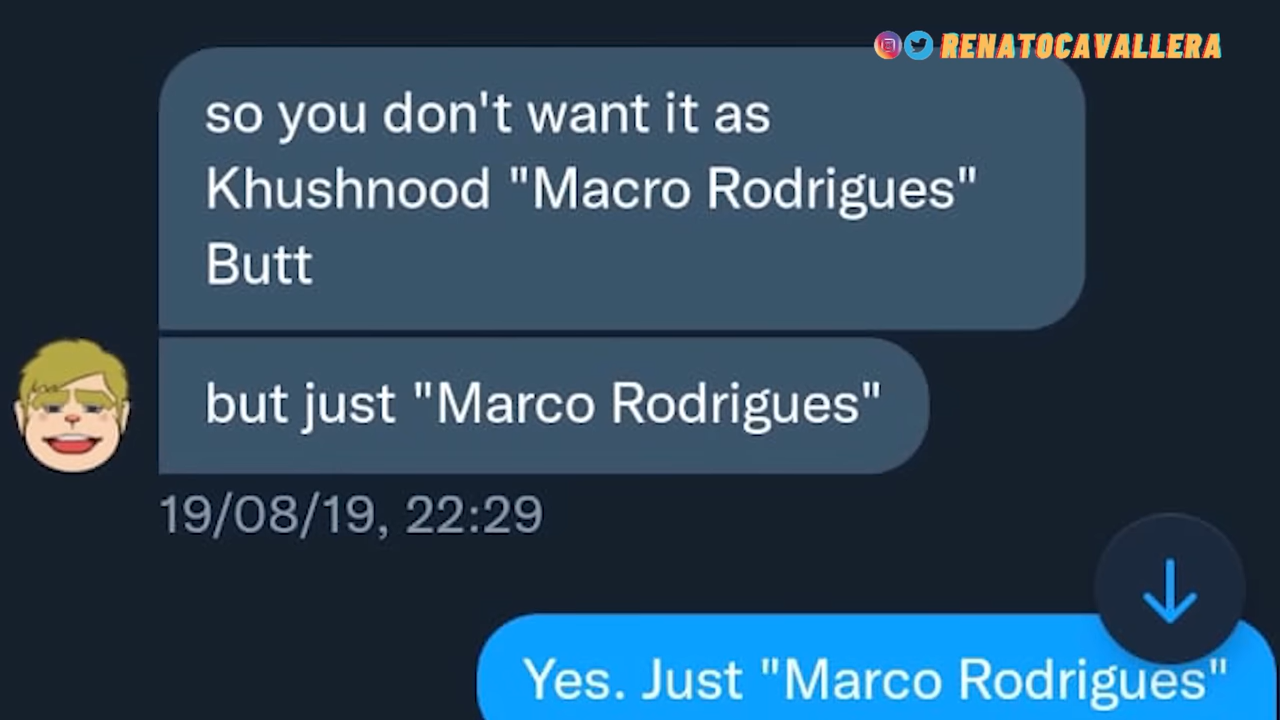 RENATOCAVALLERA
so you don't want it as
Khushnood "Macro Rodrigues"
Butt
but just "Marco Rodrigues"
19/08/19, 22:29
Yes. Just "Marco Rodrigues"